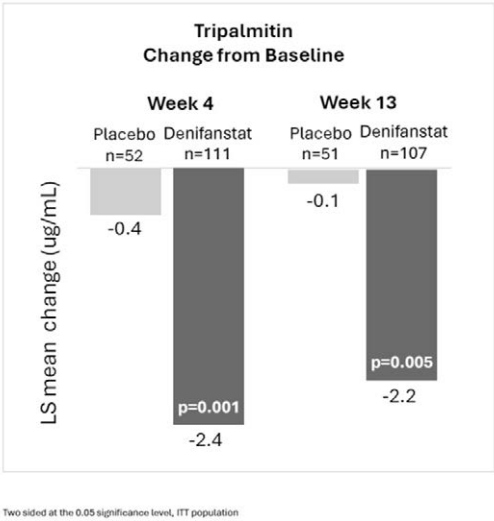 Tripalmitin
Change from Baseline
Week 4
Week 13
Placebo Denifanstat
Placebo Denifanstat
n=52 n=111
n=51 n=107
LS mean change (ug/mL)
-0.4
-0.1
p=0.001
p=0.005
-2.4
-2.2
Two sided at the 0.05 significance level, ITT population